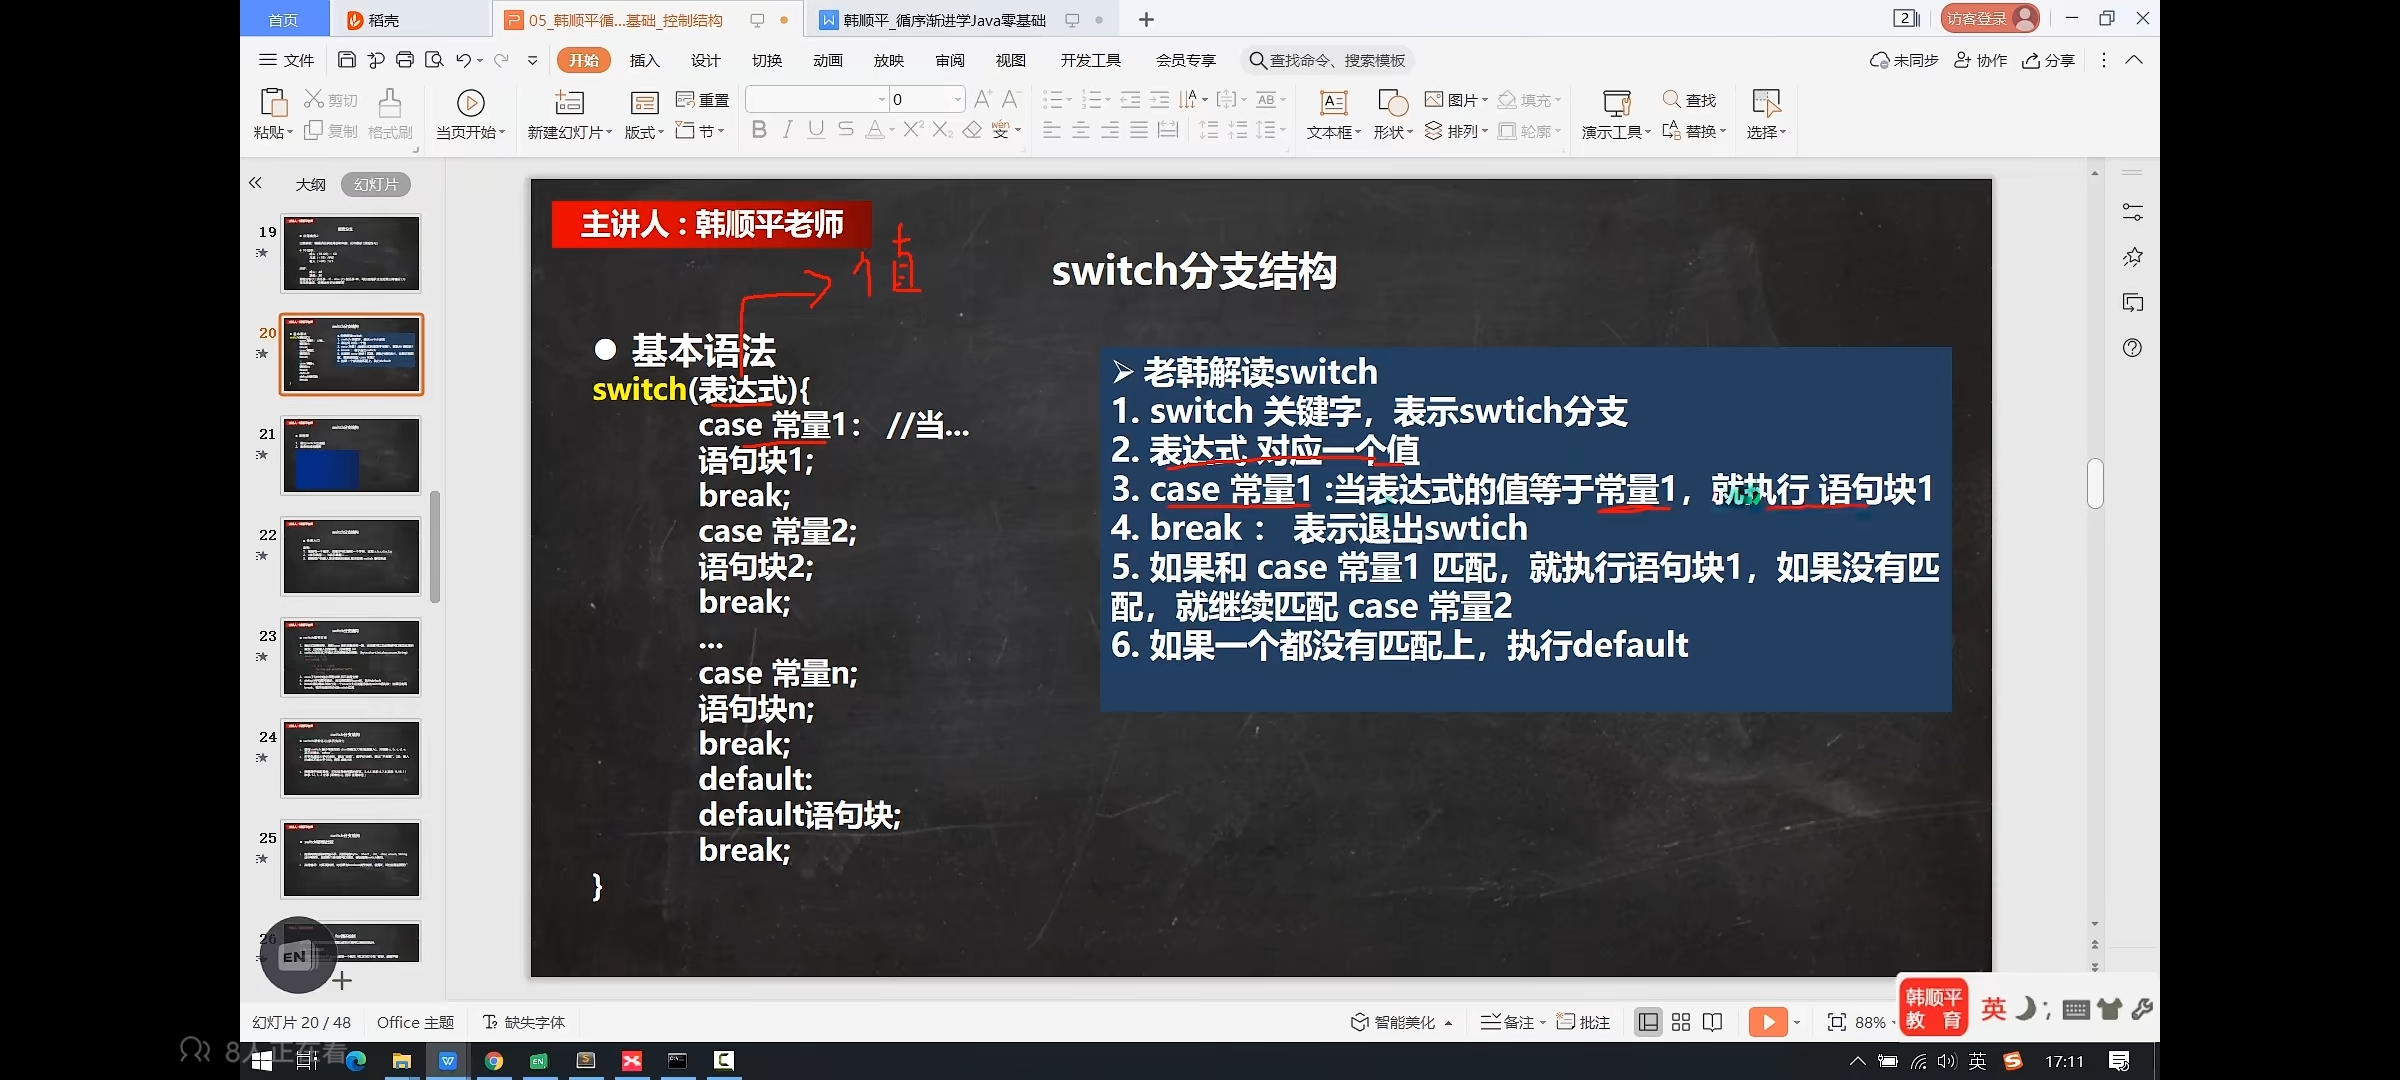 首页
稻壳
05_韩顺平循...基础_控制结构
韩顺平_循序渐进学Java零基础
2
访客登录
文件
开始
插入
设计
切换
动画
放映
审阅
视图
开发工具
会员专享
查找命令、搜索模板
未同步
协作
分享
粘贴
剪切
复制
格式刷
当页开始
新建幻灯片
版式
重置
节
0
文本框
形状
图片
排列
填充
轮廓
演示工具
查找
替换
选择
大纲
幻灯片
19
20
21
22
23
24
25
26
主讲人:韩顺平老师
值
switch分支结构
● 基本语法
switch(表达式){
case 常量1: //当...
语句块1;
break;
case 常量2;
语句块2;
break;
...
case 常量n;
语句块n;
break;
default:
default语句块;
break;
}
➢ 老韩解读switch
1. switch 关键字，表示swtich分支
2. 表达式 对应一个值
3. case 常量1 :当表达式的值等于常量1，就执行 语句块1
4. break : 表示退出swtich
5. 如果和 case 常量1 匹配，就执行语句块1，如果没有匹
配，就继续匹配 case 常量2
6. 如果一个都没有匹配上，执行default
EN
韩顺平
教 育
英
幻灯片 20 / 48
Office 主题
缺失字体
智能美化
备注
批注
88%
8人正在看
英
17:11